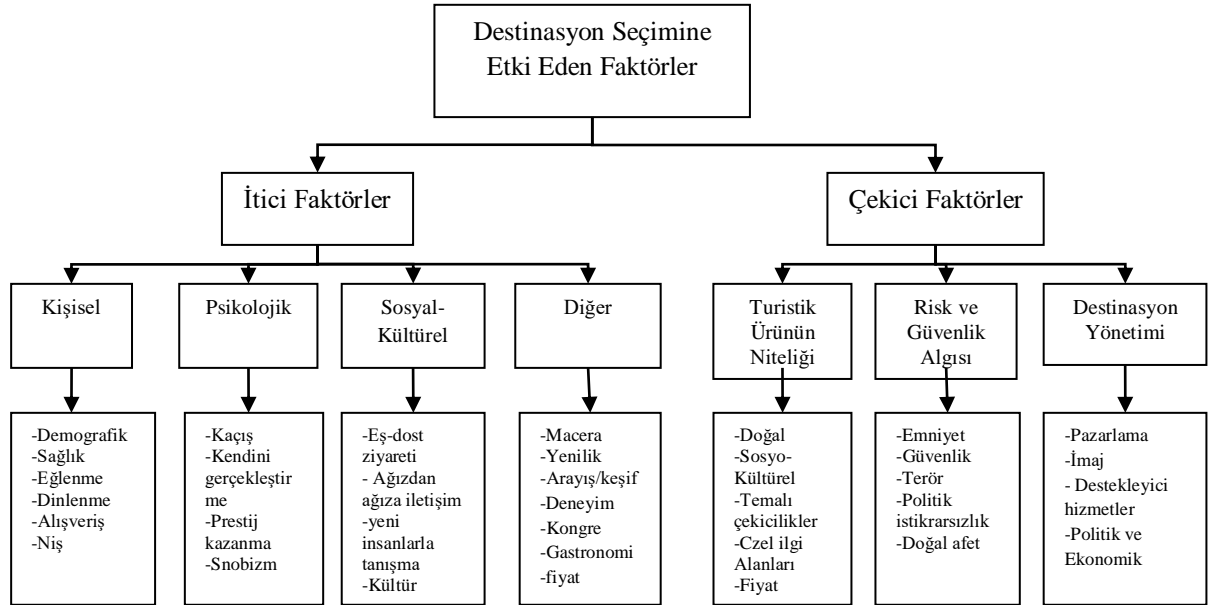 Destinasyon Seçimine
Etki Eden Faktörler
İtici Faktörler
Çekici Faktörler
Kişisel
Psikolojik
Sosyal-
Kültürel
Diğer
Turistik
Ürünün
Niteliği
Risk ve
Güvenlik
Algısı
Destinasyon
Yönetimi
-Demografik
-Sağlık
-Eğlenme
-Dinlenme
-Alışveriş
-Niş
-Kaçış
-Kendini
gerçekleştir
me
-Prestij
kazanma
-Snobizm
-Eş-dost
ziyareti
- Ağızdan
ağıza iletişim
-yeni
insanlarla
tanışma
-Kültür
-Macera
-Yenilik
-Arayış/keşif
-Deneyim
-Kongre
-Gastronomi
-fiyat
-Doğal
-Sosyo-
Kültürel
-Temalı
çekicilikler
-Czel ilgi
Alanları
-Fiyat
-Emniyet
-Güvenlik
-Terör
-Politik
istikrarsızlık
-Doğal afet
-Pazarlama
-İmaj
- Destekleyici
hizmetler
-Politik ve
Ekonomik